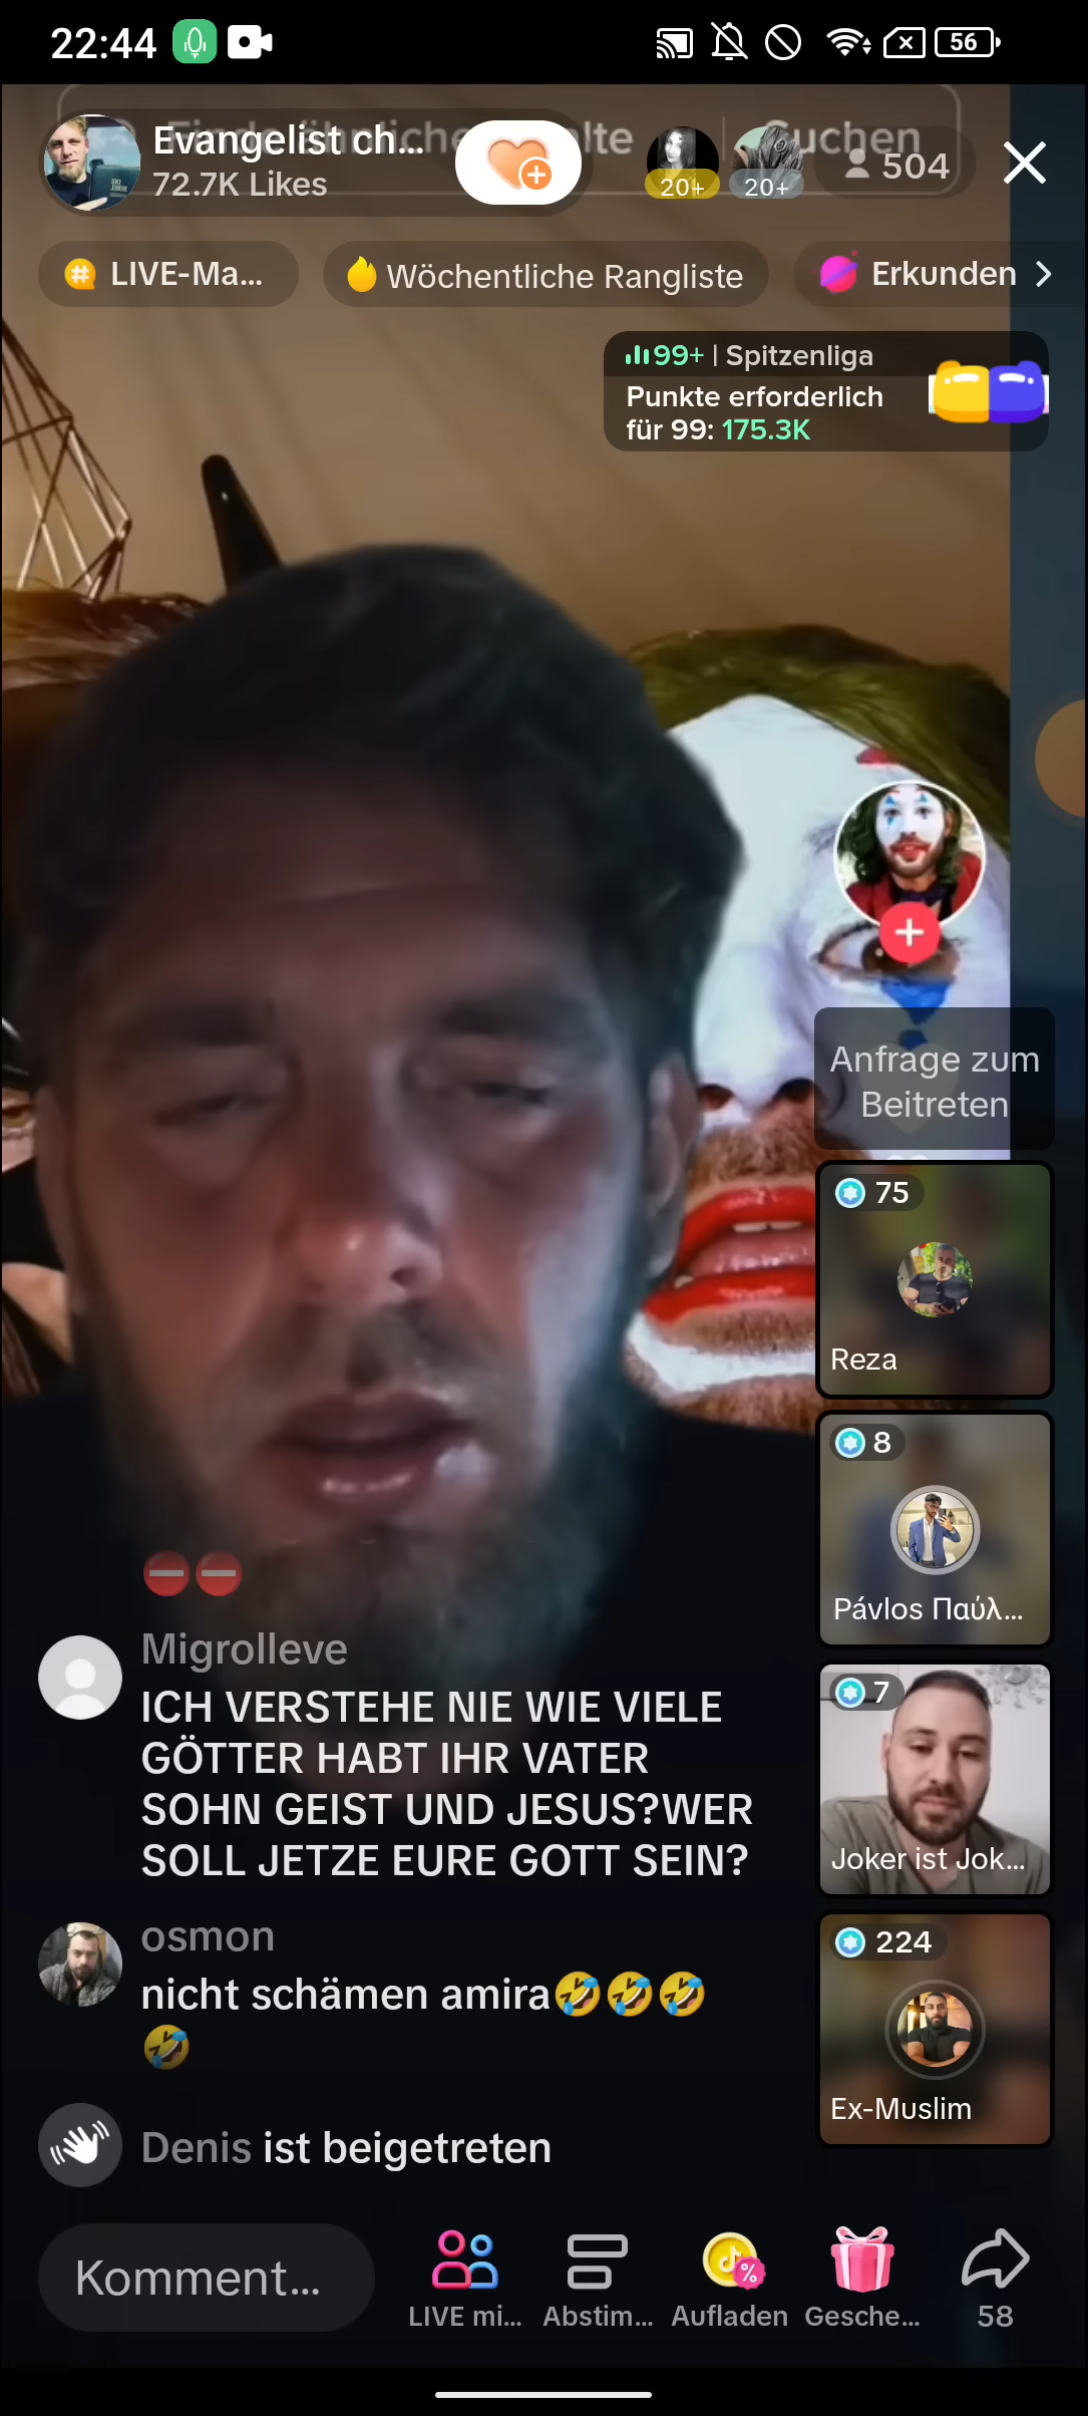 22:44
56
Evangelist ch...
72.7K Likes
Suchen
20+
20+
504
LIVE-Ma...
Wöchentliche Rangliste
Erkunden
99+ | Spitzenliga
Punkte erforderlich
für 99: 175.3K
Anfrage zum
Beitreten
75
Reza
8
Pávlos Παύλ...
7
Joker ist Jok...
224
Ex-Muslim
Migrolleve
ICH VERSTEHE NIE WIE VIELE
GÖTTER HABT IHR VATER
SOHN GEIST UND JESUS?WER
SOLL JETZE EURE GOTT SEIN?
osmon
nicht schämen amira🤣🤣🤣
🤣
Denis ist beigetreten
Komment...
LIVE mi...
Abstim...
Aufladen
Gesche...
58